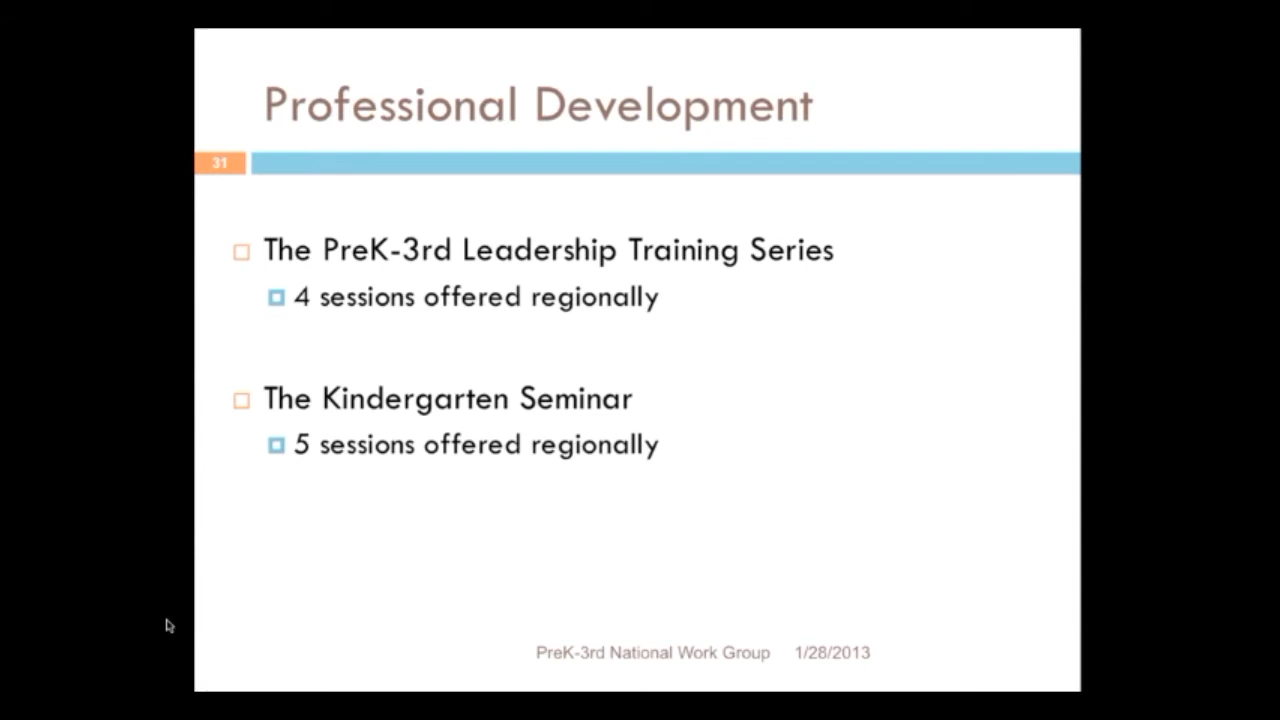 Professional Development
31
The PreK-3rd Leadership Training Series
4 sessions offered regionally
The Kindergarten Seminar
5 sessions offered regionally
PreK-3rd National Work Group 1/28/2013